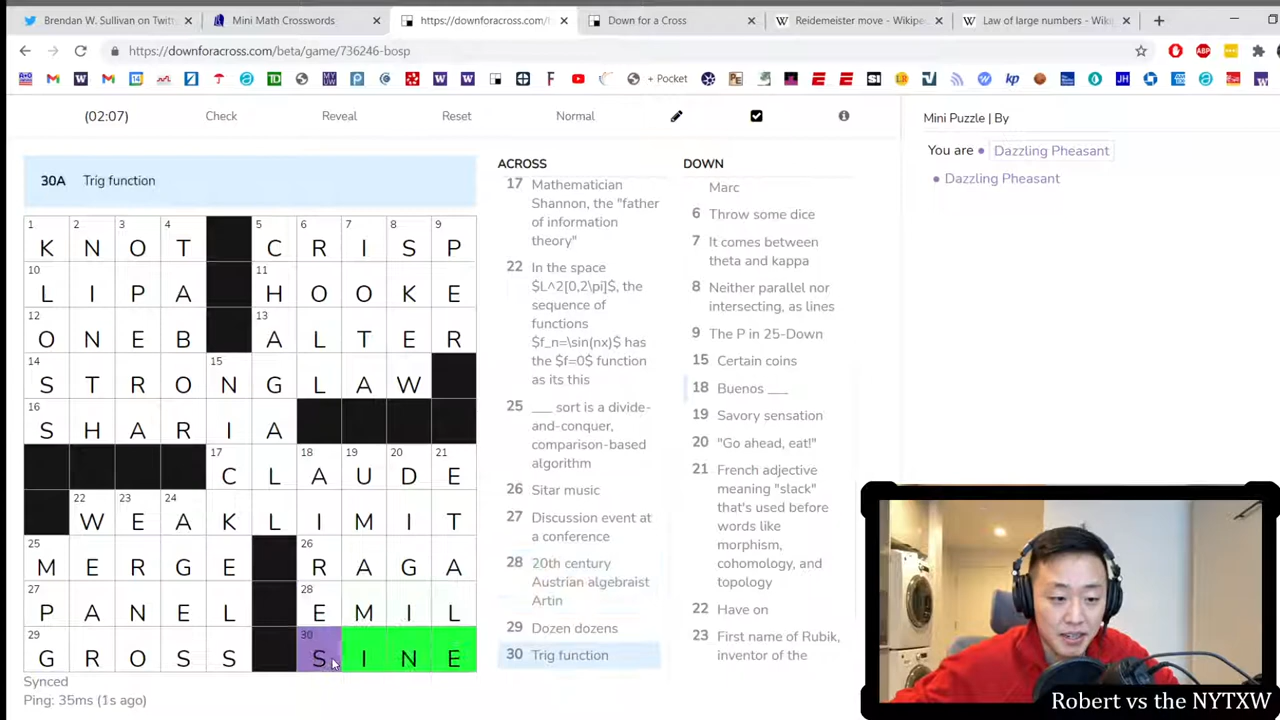 Brendan W. Sullivan on Twitt
Mini Math Crosswords
https://downforacross.com/b
Down for a Cross
Reidemeister move - Wikipe
Law of large numbers - Wiki
https://downforacross.com/beta/game/736246-bosp
+ Pocket
(02:07)
Check
Reveal
Reset
Normal
Mini Puzzle | By
You are • Dazzling Pheasant
• Dazzling Pheasant
30A Trig function
1 2 3 4 5 6 7 8 9
K N O T C R I S P
10 11
L I P A H O O K E
12 13
O N E B A L T E R
14 15
S T R O N G L A W
16
S H A R I A
17 18 19 20 21
C L A U D E
22 23 24
W E A K L I M I T
25 26
M E R G E R A G A
27 28
P A N E L E M I L
29 30
G R O S S S I N E
Synced
Ping: 35ms (1s ago)
ACROSS
17 Mathematician
Shannon, the "father
of information
theory"
22 In the space
$L^2[0,2\pi]$, the
sequence of
functions
$f_n=\sin(nx)$ has
the $f=0$ function
as its this
25 ___ sort is a divide-
and-conquer,
comparison-based
algorithm
26 Sitar music
27 Discussion event at
a conference
28 20th century
Austrian algebraist
Artin
29 Dozen dozens
30 Trig function
DOWN
Marc
6 Throw some dice
7 It comes between
theta and kappa
8 Neither parallel nor
intersecting, as lines
9 The P in 25-Down
15 Certain coins
18 Buenos ___
19 Savory sensation
20 "Go ahead, eat!"
21 French adjective
meaning "slack"
that's used before
words like
morphism,
cohomology, and
topology
22 Have on
23 First name of Rubik,
inventor of the
Robert vs the NYTXW